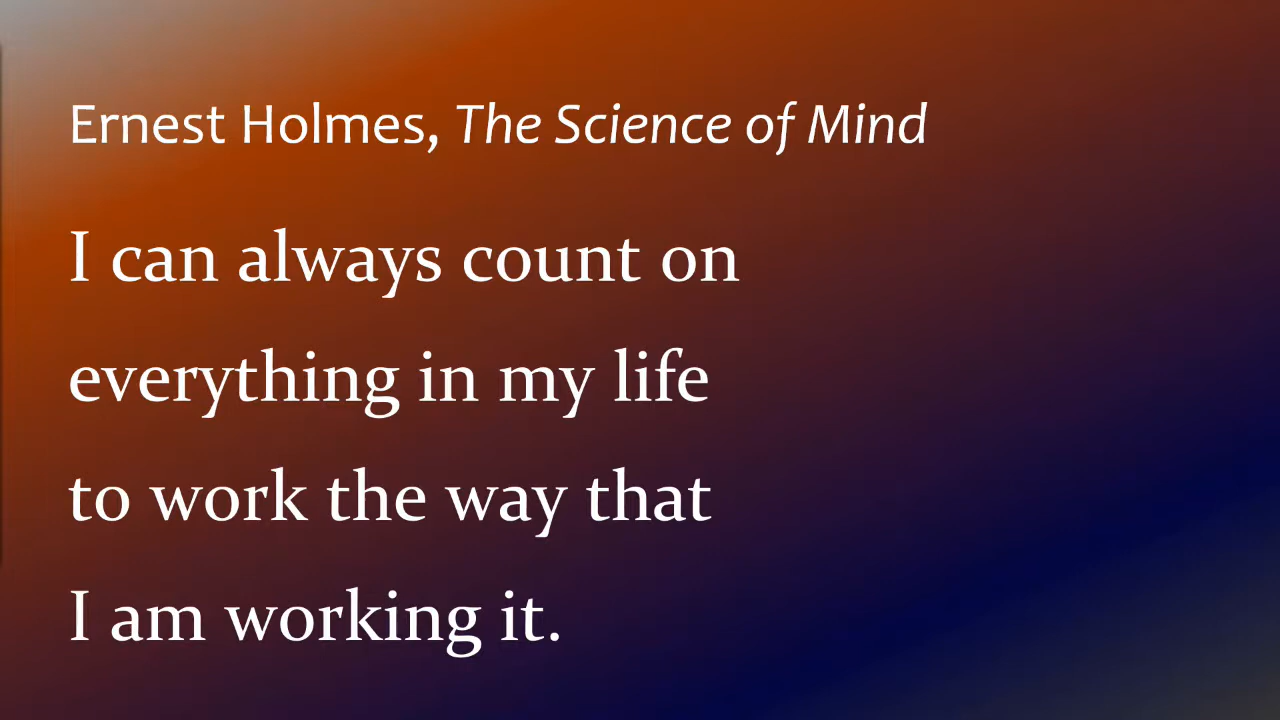 Ernest Holmes, The Science of Mind
I can always count on
everything in my life
to work the way that
I am working it.